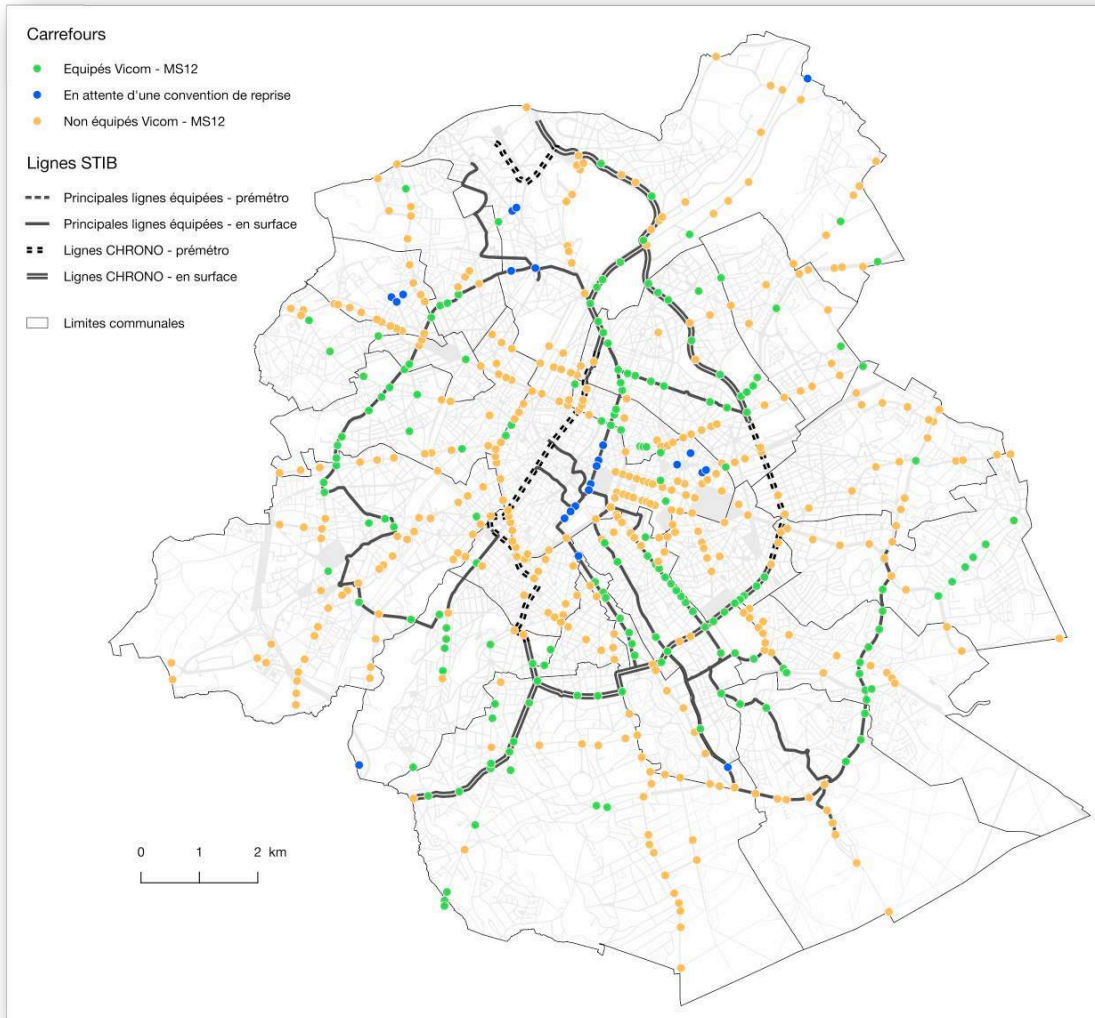 Carrefours
Equipés Vicom - MS12
En attente d'une convention de reprise
Non équipés Vicom - MS12
Lignes STIB
Principales lignes équipées - prémétro
Principales lignes équipées - en surface
Lignes CHRONO - prémétro
Lignes CHRONO - en surface
Limites communales
0 1 2 km